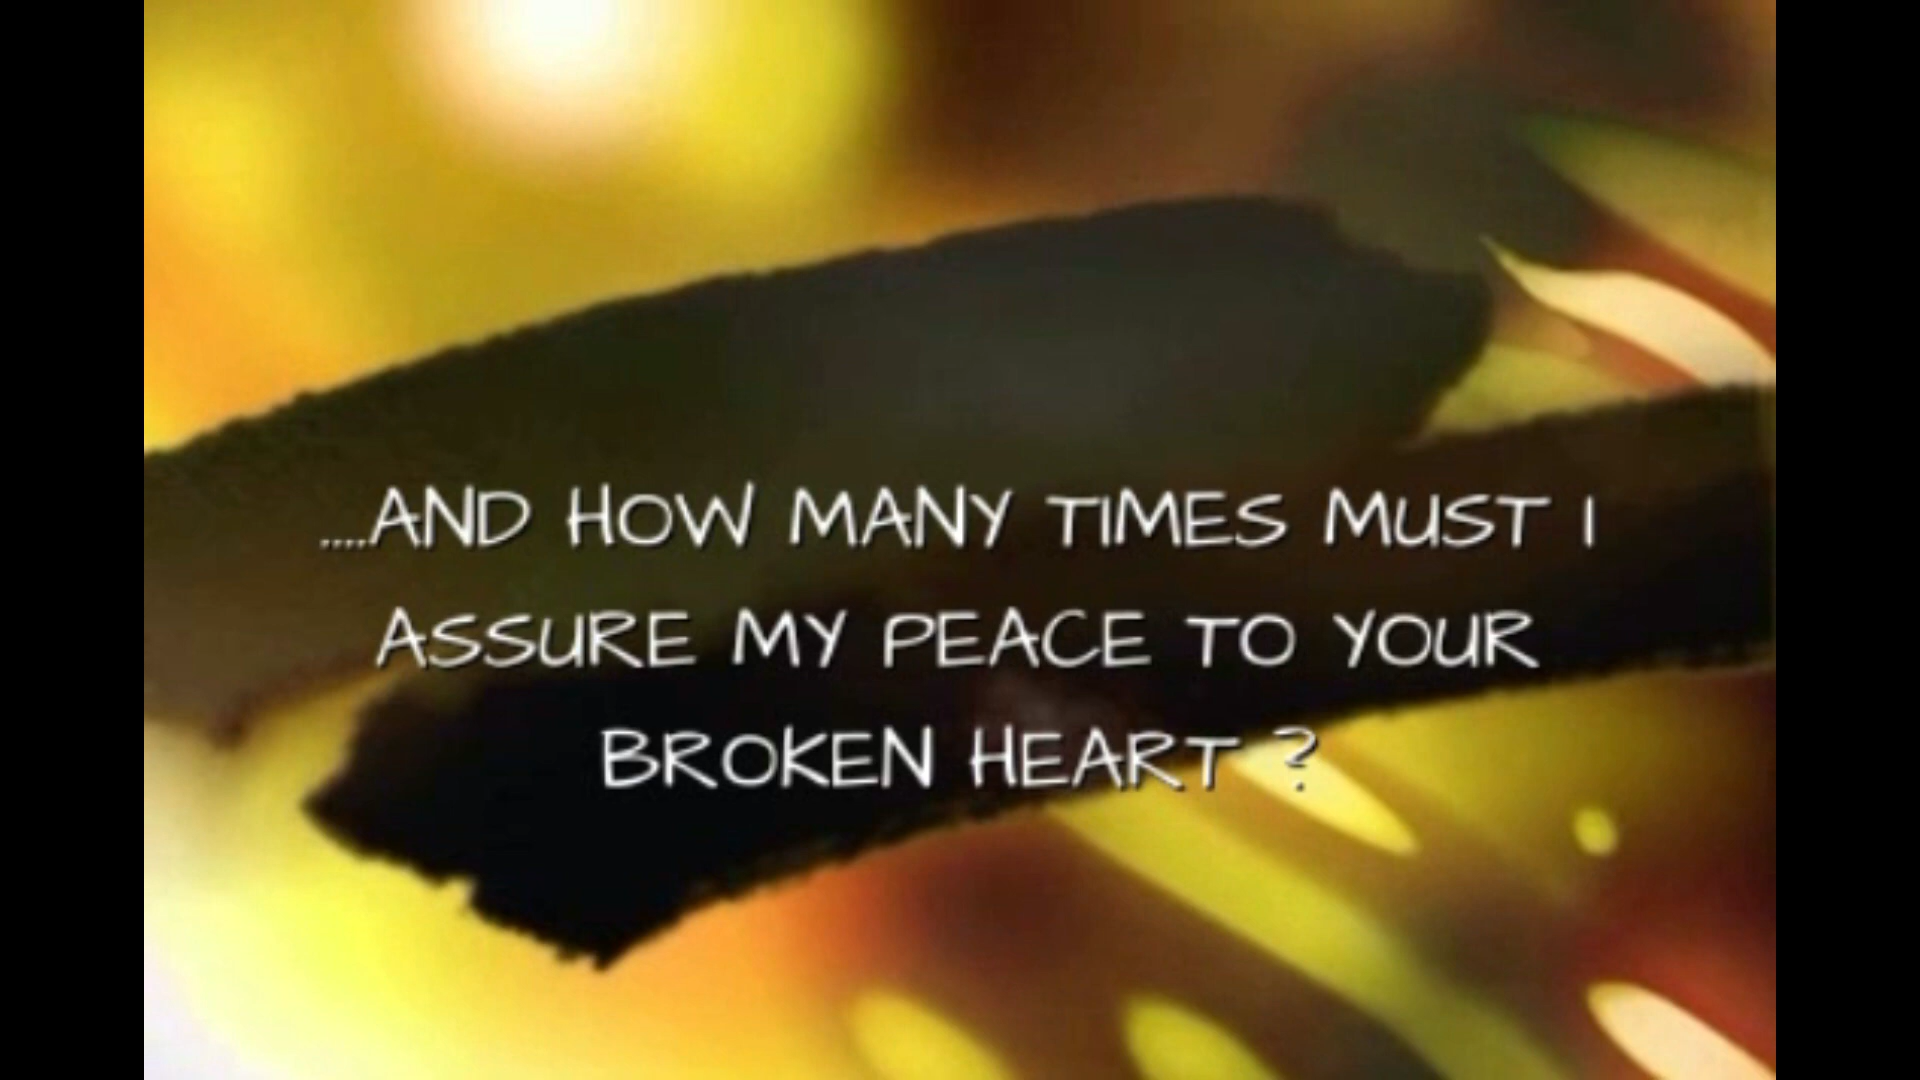 ....AND HOW MANY TIMES MUST I
ASSURE MY PEACE TO YOUR
BROKEN HEART ?